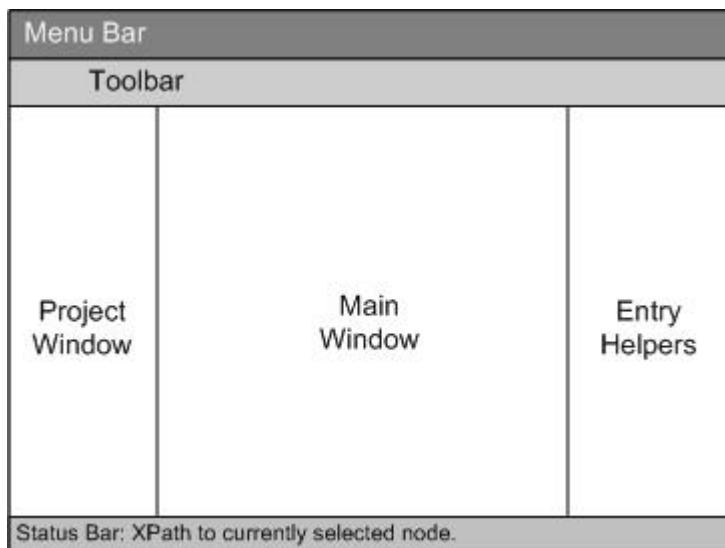 Menu Bar
Toolbar
Project
Window
Main
Window
Entry
Helpers
Status Bar: XPath to currently selected node.